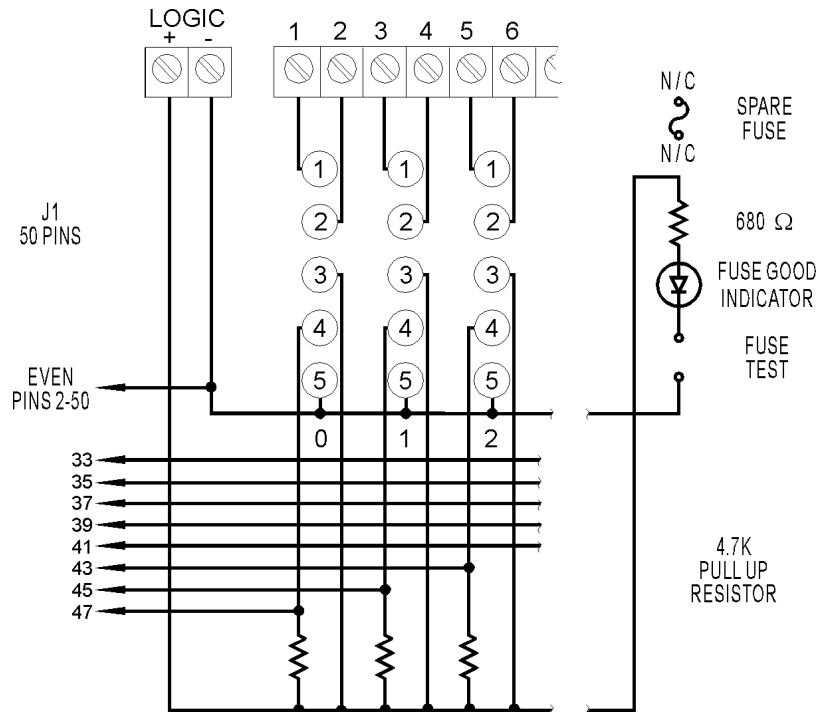 LOGIC
+ -
1 2 3 4 5 6
N/C
SPARE
FUSE
N/C
1 1 1
J1
50 PINS
2 2 2
680 Ω
3 3 3
FUSE GOOD
INDICATOR
4 4 4
FUSE
TEST
EVEN
PINS 2-50
5 5 5
0 1 2
33
35
37
39
41
43
45
47
4.7K
PULL UP
RESISTOR